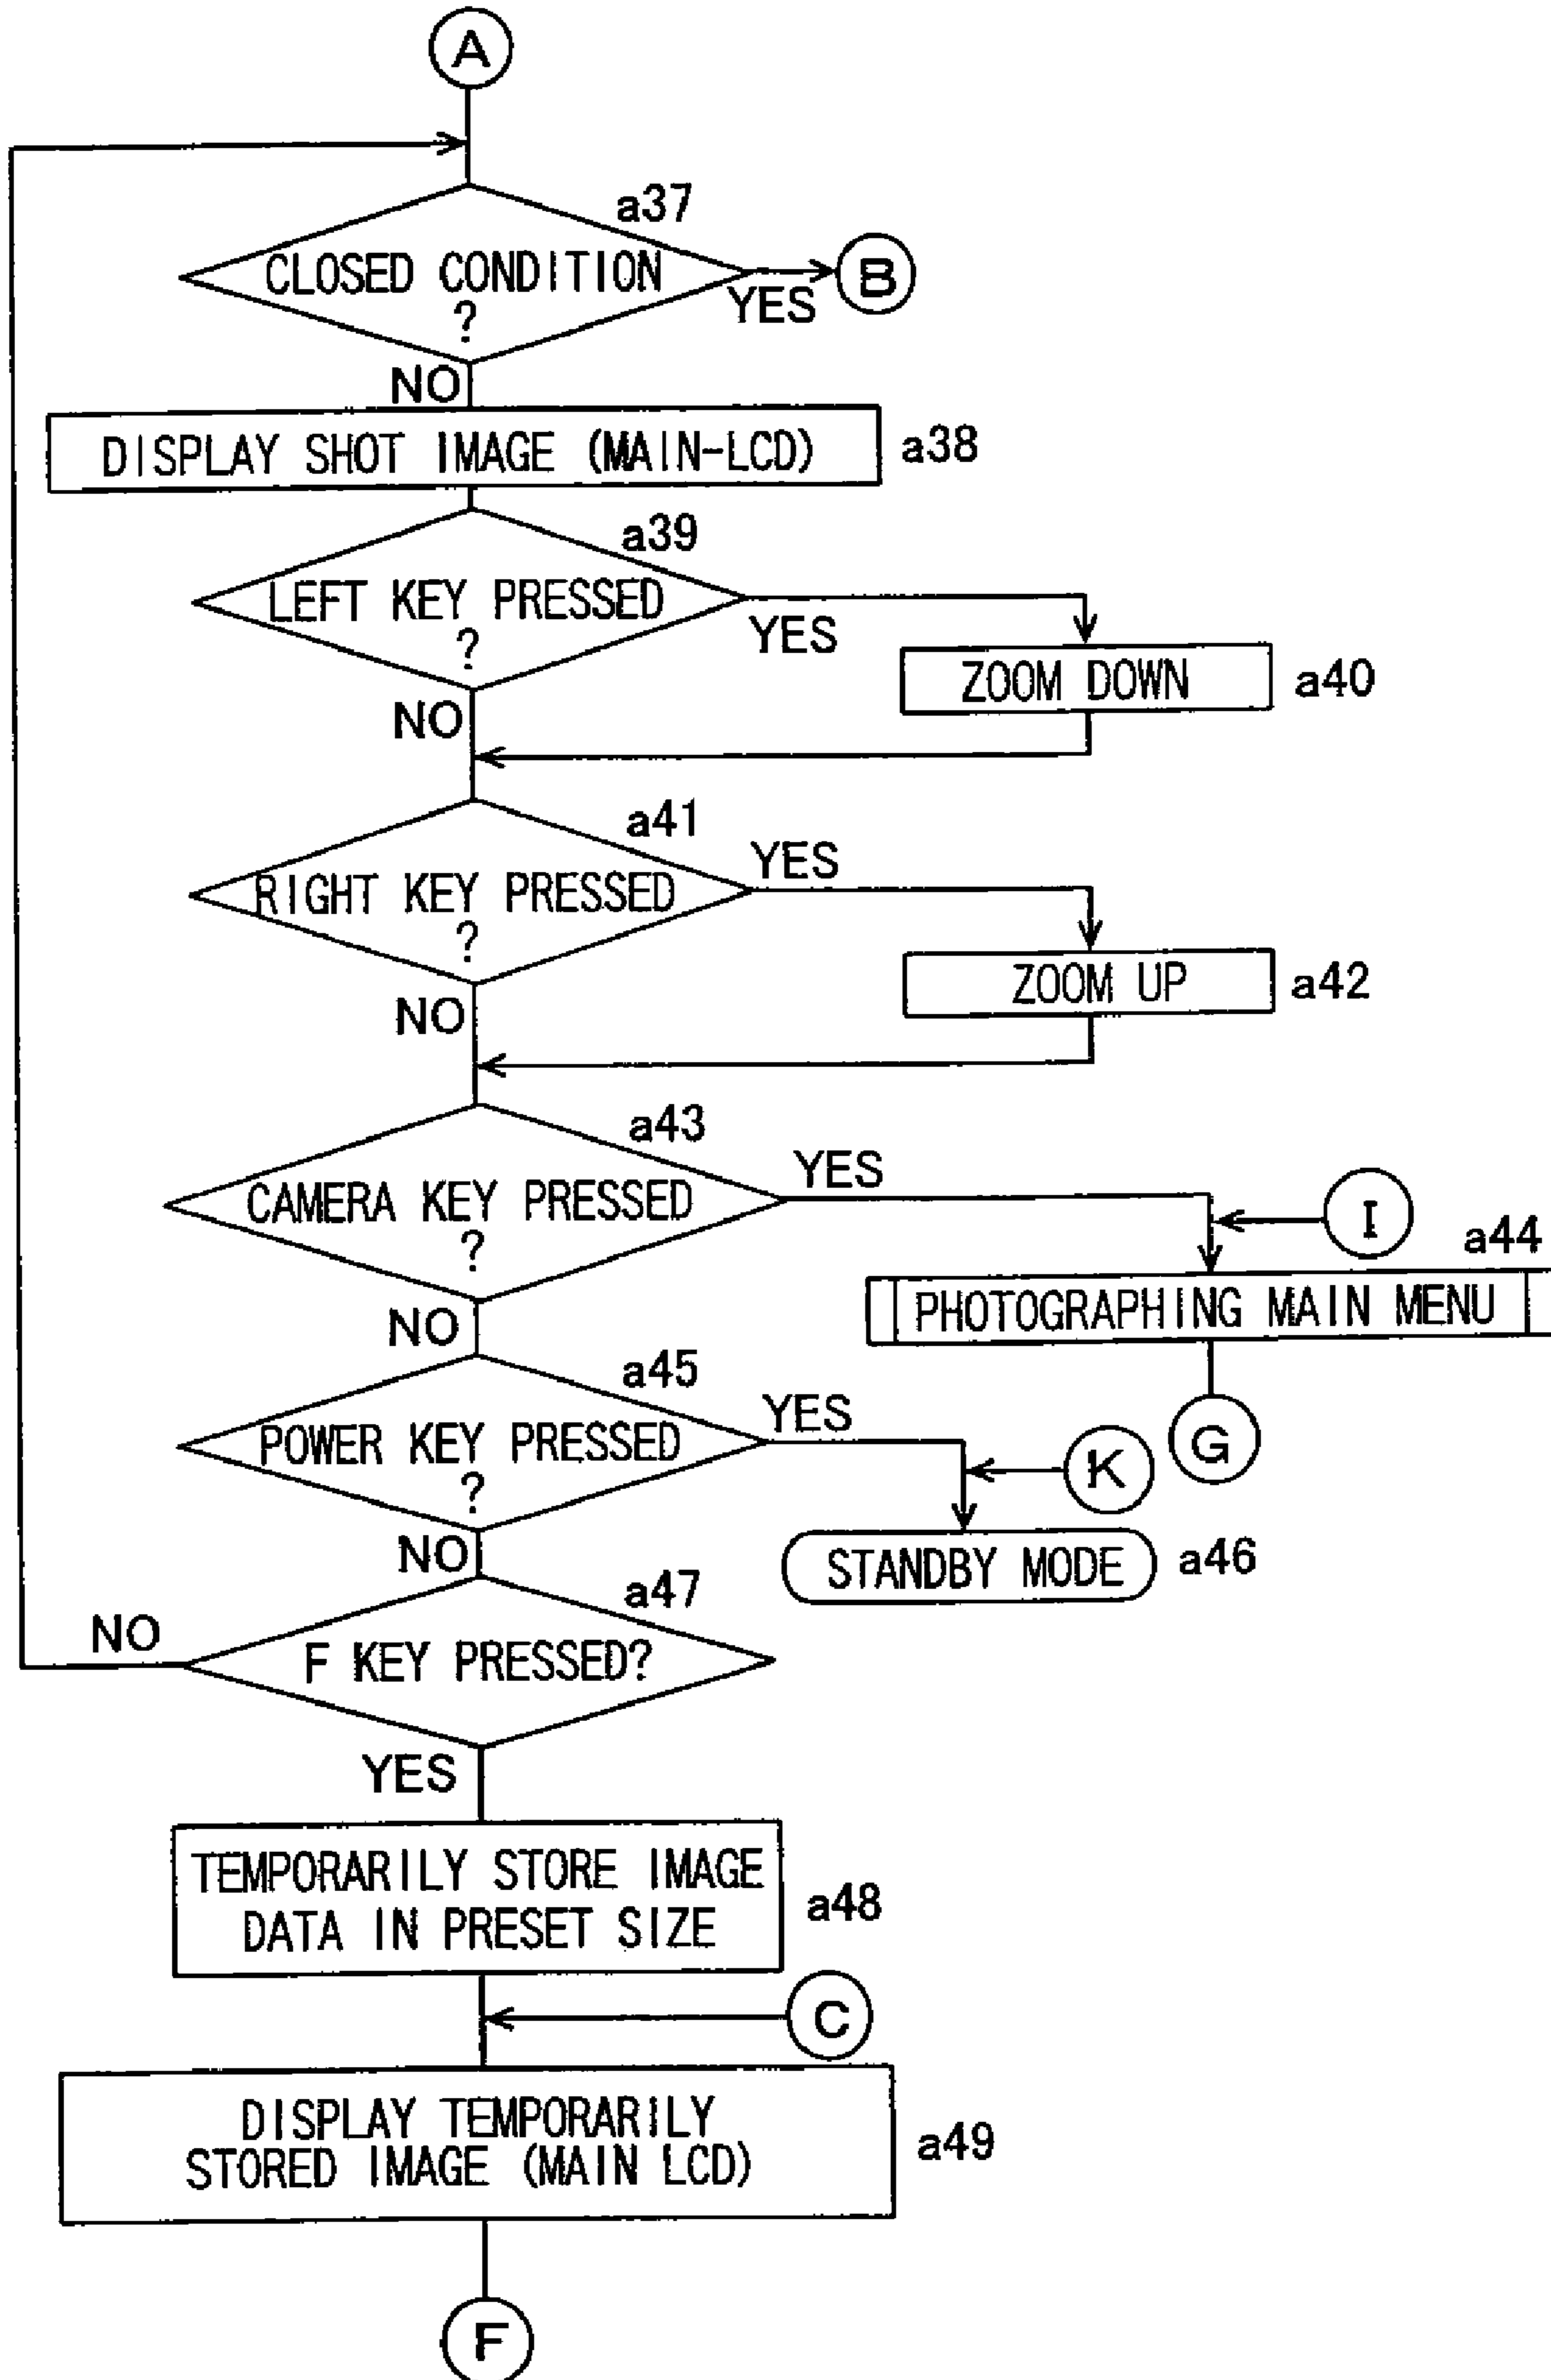 A
a37
CLOSED CONDITION
?
YES
B
NO
DISPLAY SHOT IMAGE (MAIN-LCD)
a38
a39
LEFT KEY PRESSED
?
YES
ZOOM DOWN
a40
NO
a41
YES
RIGHT KEY PRESSED
?
ZOOM UP
a42
NO
a43
YES
CAMERA KEY PRESSED
?
I
a44
PHOTOGRAPHING MAIN MENU
NO
a45
YES
POWER KEY PRESSED
?
K
G
NO
STANDBY MODE
a46
a47
NO
F KEY PRESSED?
YES
TEMPORARILY STORE IMAGE
DATA IN PRESET SIZE
a48
C
DISPLAY TEMPORARILY
STORED IMAGE (MAIN LCD)
a49
F